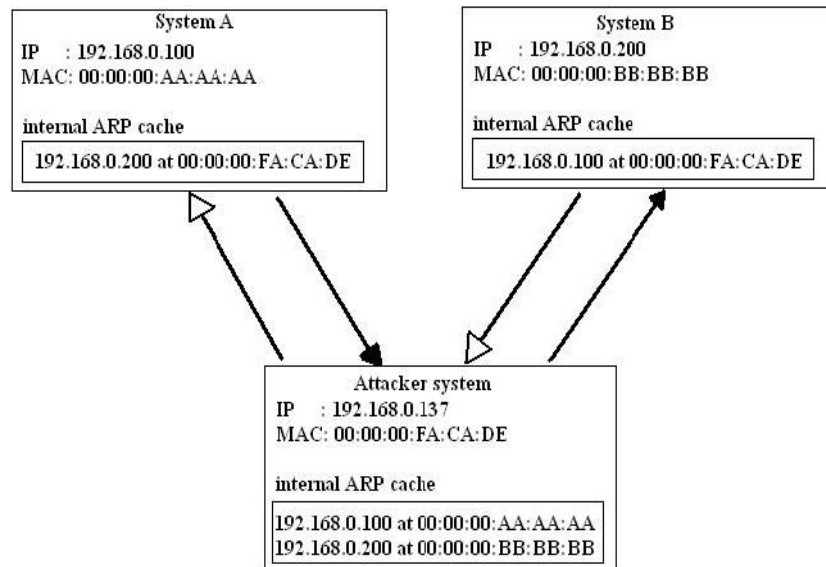 System A
IP : 192.168.0.100
MAC: 00:00:00:AA:AA:AA
internal ARP cache
192.168.0.200 at 00:00:00:FA:CA:DE
System B
IP : 192.168.0.200
MAC: 00:00:00:BB:BB:BB
internal ARP cache
192.168.0.100 at 00:00:00:FA:CA:DE
Attacker system
IP : 192.168.0.137
MAC: 00:00:00:FA:CA:DE
internal ARP cache
192.168.0.100 at 00:00:00:AA:AA:AA
192.168.0.200 at 00:00:00:BB:BB:BB